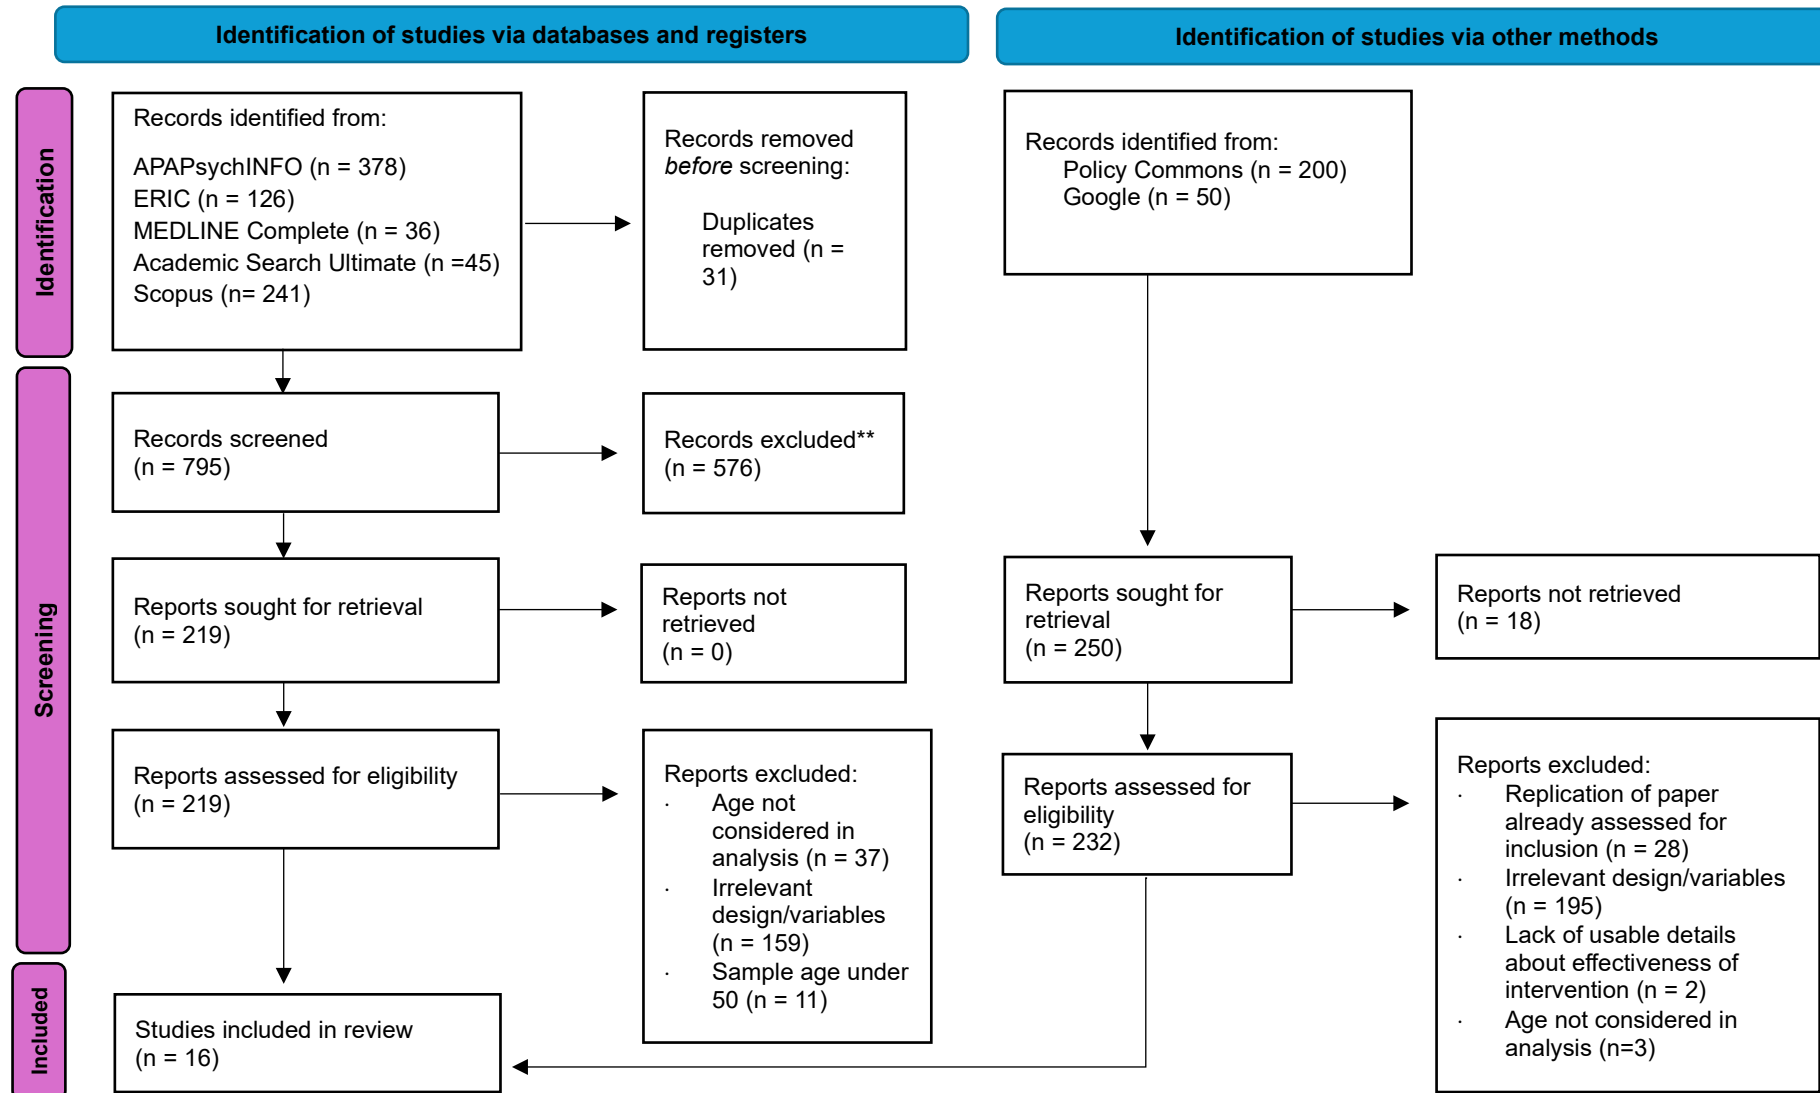 Identification of studies via databases and registers
Identification of studies via other methods
Identification
Records identified from:
APAPsychINFO (n = 378)
ERIC (n = 126)
MEDLINE Complete (n = 36)
Academic Search Ultimate (n =45)
Scopus (n= 241)
Records removed
before screening:
Duplicates
removed (n =
31)
Records identified from:
Policy Commons (n = 200)
Google (n = 50)
Screening
Records screened
(n = 795)
Records excluded**
(n = 576)
Reports sought for retrieval
(n = 219)
Reports not
retrieved
(n = 0)
Reports sought for
retrieval
(n = 250)
Reports not retrieved
(n = 18)
Reports assessed for eligibility
(n = 219)
Reports excluded:
· Age not
considered in
analysis (n = 37)
· Irrelevant
design/variables
(n = 159)
· Sample age under
50 (n = 11)
Reports assessed for
eligibility
(n = 232)
Reports excluded:
· Replication of paper
already assessed for
inclusion (n = 28)
· Irrelevant design/variables
(n = 195)
· Lack of usable details
about effectiveness of
intervention (n = 2)
· Age not considered in
analysis (n=3)
Included
Studies included in review
(n = 16)